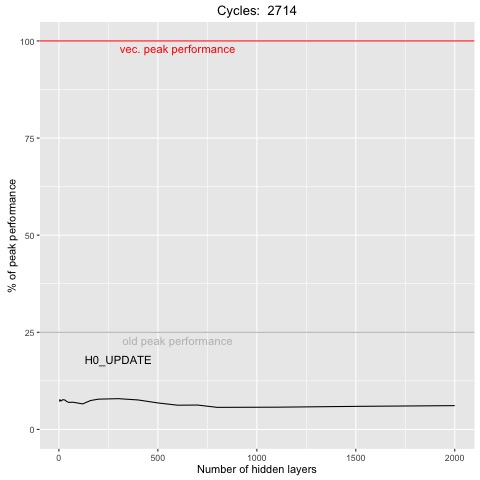 Cycles: 2714
100
vec. peak performance
75
% of peak performance
50
25
old peak performance
H0_UPDATE
0
0
500
1000
1500
2000
Number of hidden layers